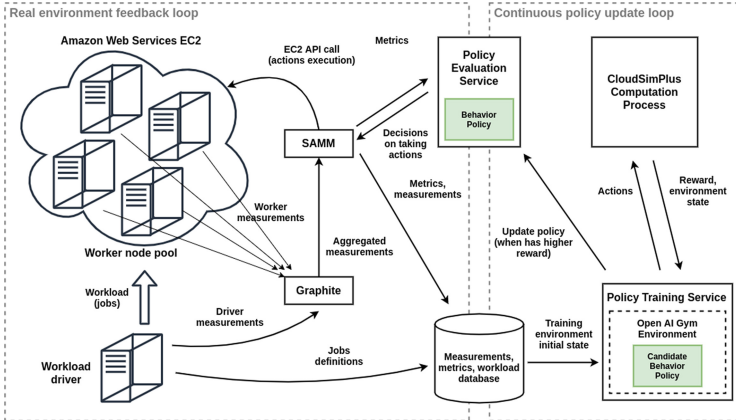 Real environment feedback loop
Continuous policy update loop
Amazon Web Services EC2
EC2 API call
(actions execution)
Metrics
Policy
Evaluation
Service
Behavior
Policy
CloudSimPlus
Computation
Process
SAMM
Decisions
on taking
actions
Metrics,
measurements
Actions
Reward,
environment
state
Worker
measurements
Worker node pool
Aggregated
measurements
Update policy
(when has higher
reward)
Workload
(jobs)
Graphite
Driver
measurements
Policy Training Service
Open AI Gym
Environment
Candidate
Behavior
Policy
Training
environment
initial state
Workload
driver
Jobs
definitions
Measurements,
metrics, workload
database